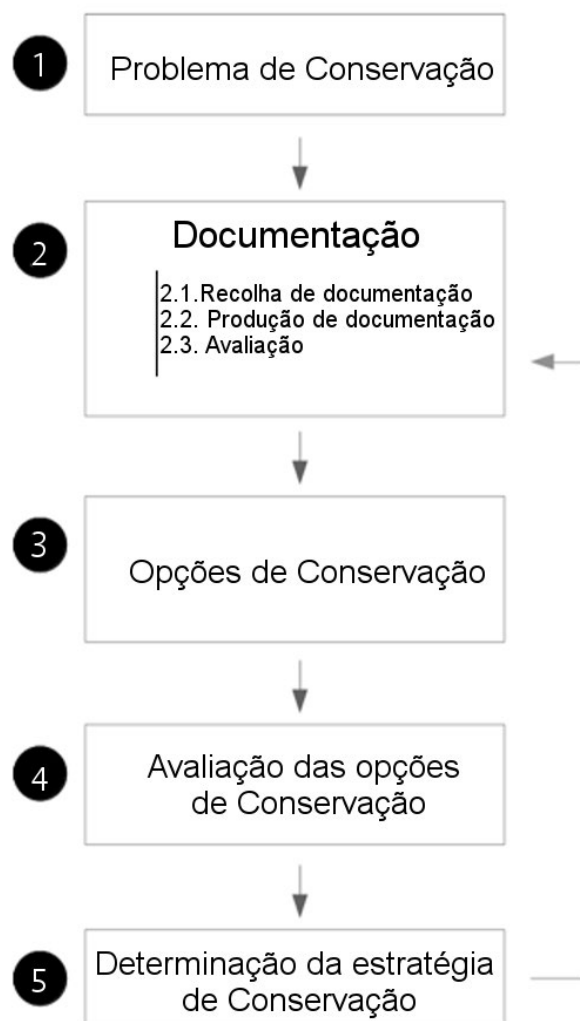 1
Problema de Conservação
2
Documentação
2.1.Recolha de documentação
2.2. Produção de documentação
2.3. Avaliação
3
Opções de Conservação
4
Avaliação das opções
de Conservação
5
Determinação da estratégia
de Conservação